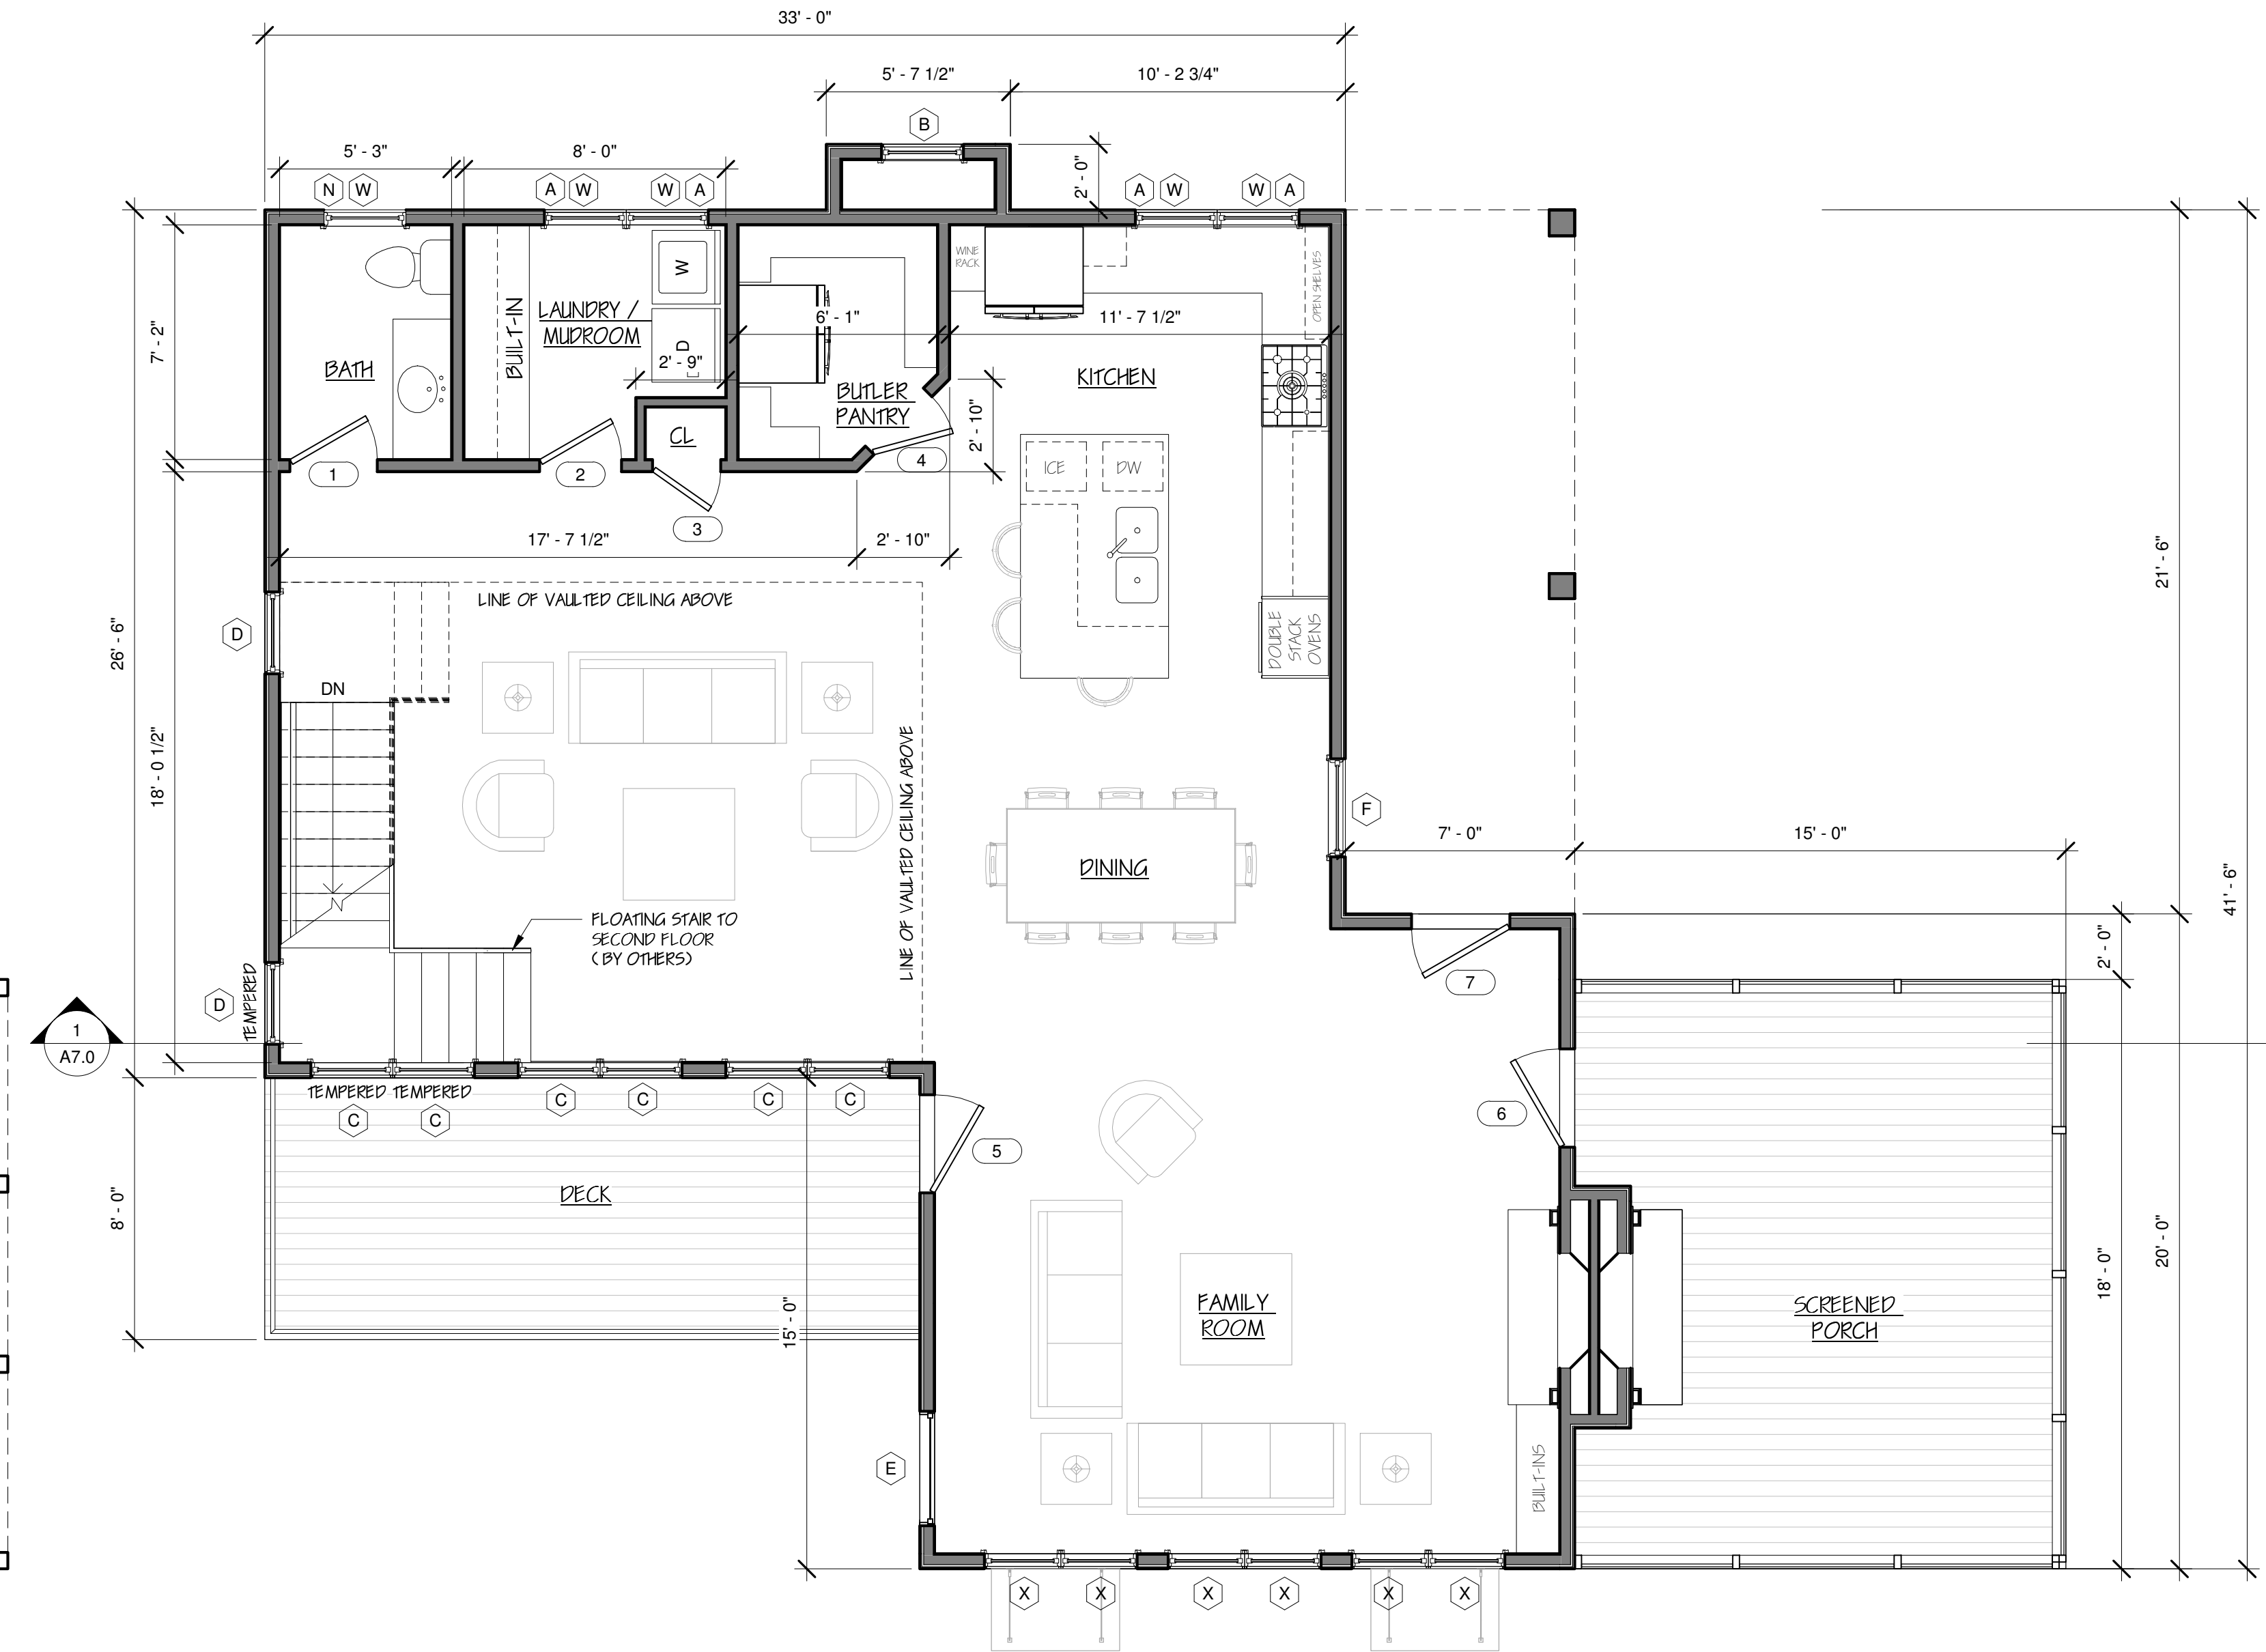 33' - 0"
5' - 7 1/2"
10' - 2 3/4"
B
5' - 3"
8' - 0"
2' - 0"
N W
A W
W A
A W
W A
WINE
RACK
OPEN SHELVES
W
BUILT-IN
LAUNDRY /
MUDROOM
D
2' - 9"
6' - 1"
11' - 7 1/2"
7' - 2"
BATH
BUTLER
PANTRY
KITCHEN
CL
2' - 10"
1
2
3
4
ICE
DW
17' - 7 1/2"
2' - 10"
21' - 6"
LINE OF VAULTED CEILING ABOVE
D
26' - 6"
DOUBLE
STACK
OVENS
DN
18' - 0 1/2"
LINE OF VAULTED CEILING ABOVE
F
7' - 0"
15' - 0"
41' - 6"
DINING
FLOATING STAIR TO
SECOND FLOOR
(BY OTHERS)
2' - 0"
7
D
TEMPERED
1
A7.0
TEMPERED TEMPERED
C
C
C
C
C
C
6
5
DECK
8' - 0"
15' - 0"
FAMILY
ROOM
SCREENED
PORCH
18' - 0"
20' - 0"
E
BUILT-INS
X
X
X
X
X
X